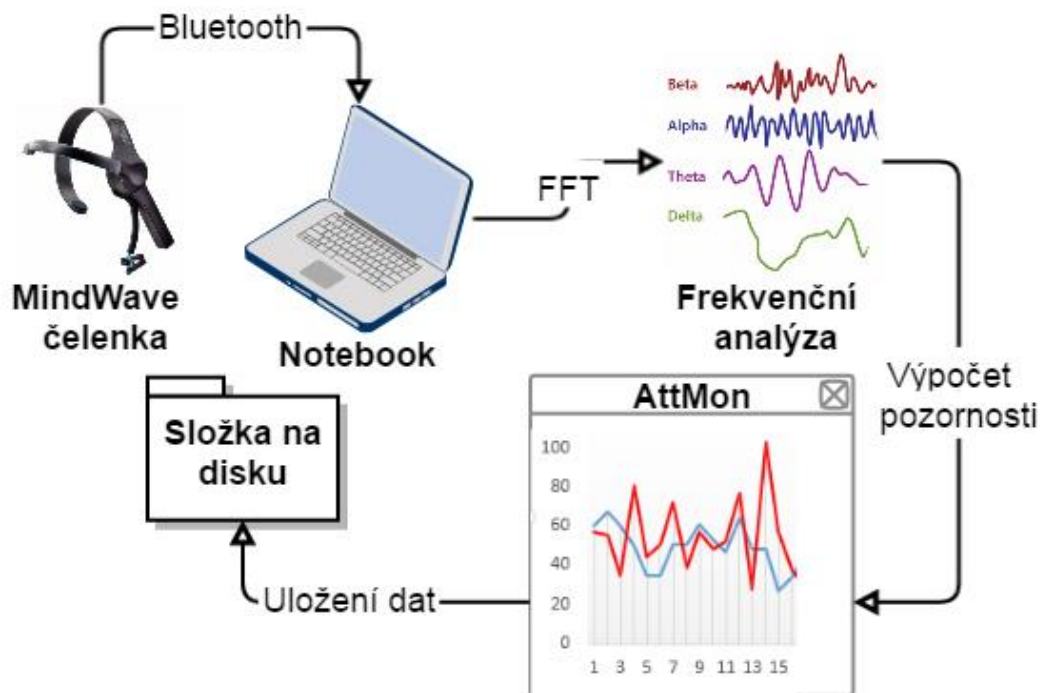 Bluetooth
MindWave
čelenka
Notebook
FFT
Beta
Alpha
Theta
Delta
Frekvenční
analýza
Výpočet
pozornosti
AttMon
100
80
60
40
20
0
1 3 5 7 9 11 13 15
Uložení dat
Složka na
disku